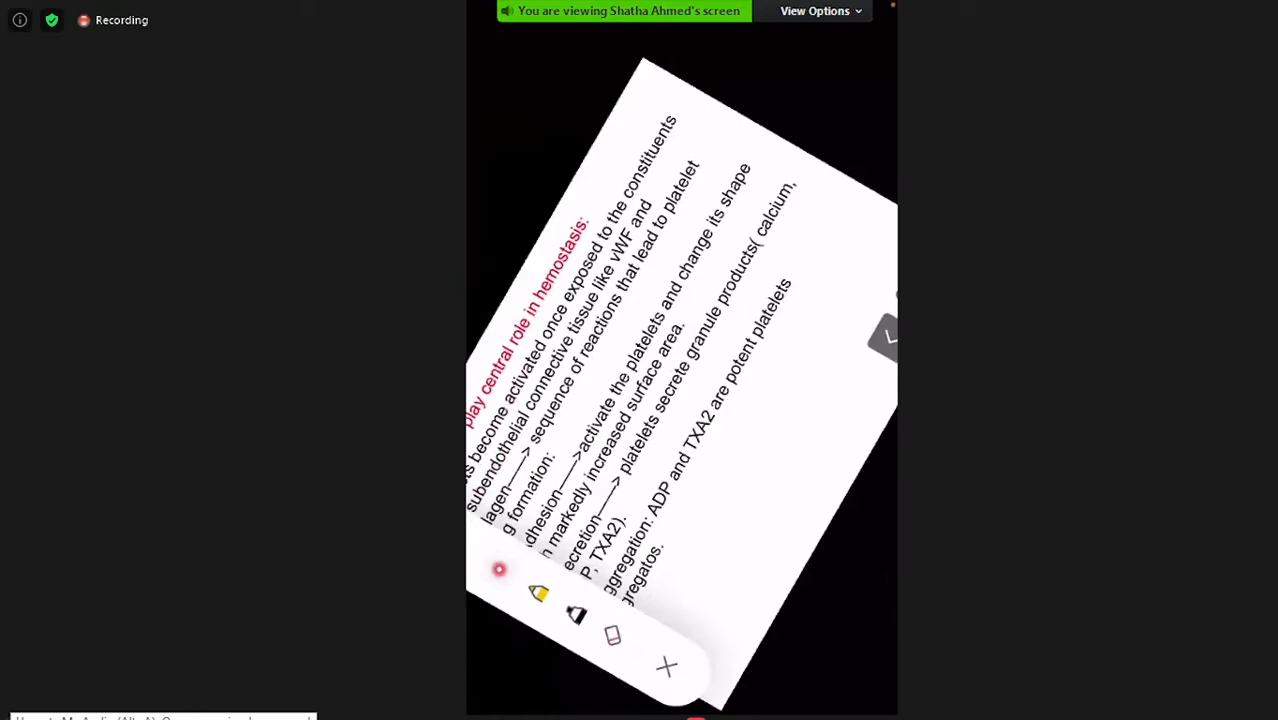 Recording
You are viewing Shatha Ahmed's screen
View Options
play central role in hemostasis:
ts become activated once exposed to the constituents
subendothelial connective tissue like vWF and
lagen——> sequence of reactions that lead to platelet
g formation:
dhesion——>activate the platelets and change its shape
h markedly increased surface area.
ecretion——> platelets secrete granule products( calcium,
P, TXA2).
ggregation: ADP and TXA2 are potent platelets
gregatos.